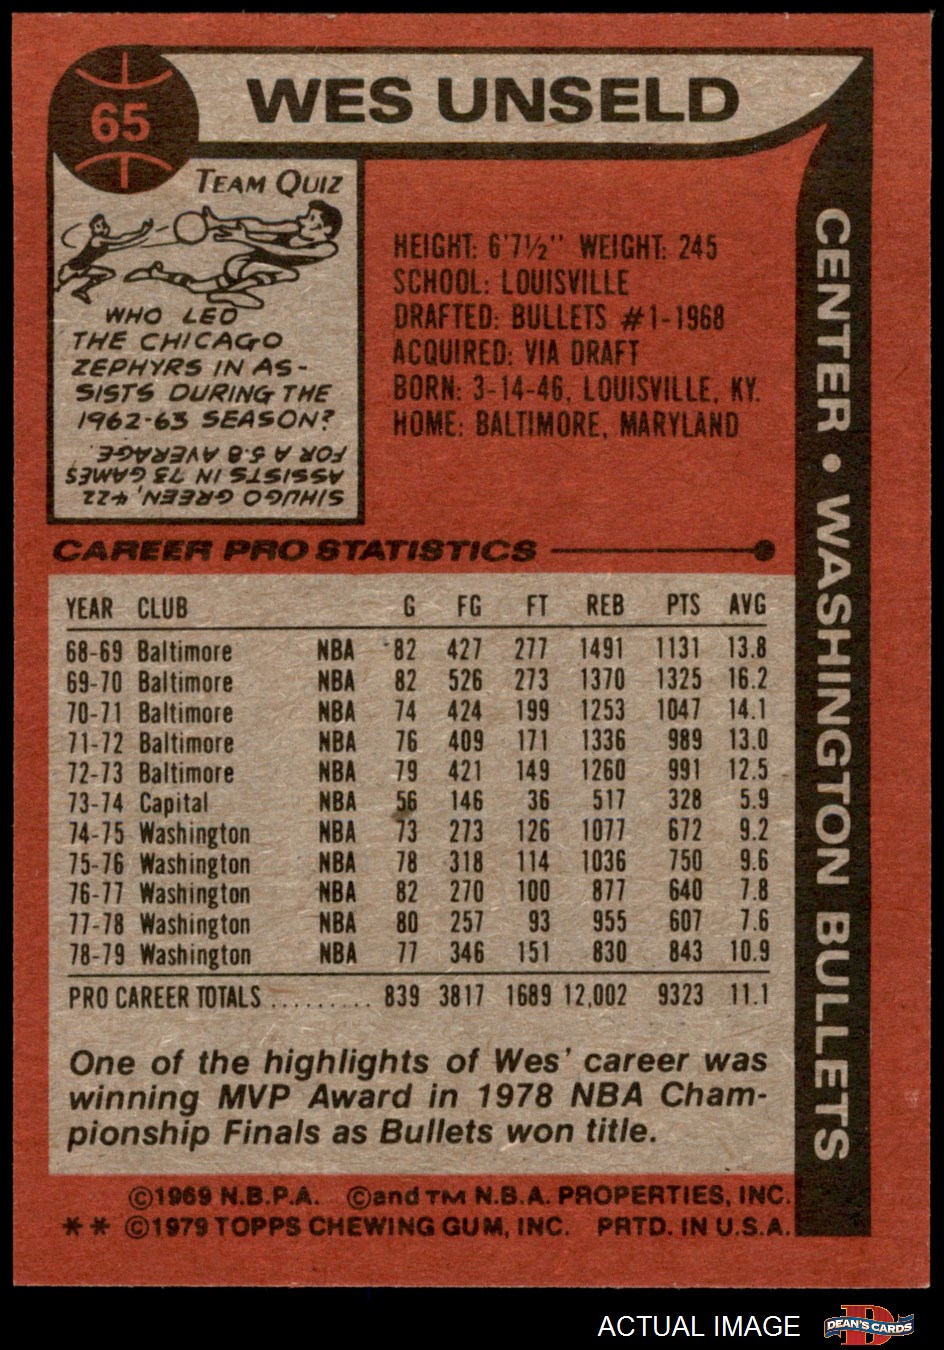 65
WES UNSELD
TEAM QUIZ
WHO LED
THE CHICAGO
ZEPHYRS IN AS-
SISTS DURING THE
1962-63 SEASON?
SIHUGO GREEN, 422
ASSISTS IN 73 GAMES
FOR A 5.8 AVERAGE
HEIGHT: 6'7½" WEIGHT: 245
SCHOOL: LOUISVILLE
DRAFTED: BULLETS #1-1968
ACQUIRED: VIA DRAFT
BORN: 3-14-46, LOUISVILLE, KY.
HOME: BALTIMORE, MARYLAND
CENTER • WASHINGTON BULLETS
CAREER PRO STATISTICS
YEAR CLUB G FG FT REB PTS AVG
68-69 Baltimore NBA 82 427 277 1491 1131 13.8
69-70 Baltimore NBA 82 526 273 1370 1325 16.2
70-71 Baltimore NBA 74 424 199 1253 1047 14.1
71-72 Baltimore NBA 76 409 171 1336 989 13.0
72-73 Baltimore NBA 79 421 149 1260 991 12.5
73-74 Capital NBA 56 146 36 517 328 5.9
74-75 Washington NBA 73 273 126 1077 672 9.2
75-76 Washington NBA 78 318 114 1036 750 9.6
76-77 Washington NBA 82 270 100 877 640 7.8
77-78 Washington NBA 80 257 93 955 607 7.6
78-79 Washington NBA 77 346 151 830 843 10.9
PRO CAREER TOTALS .......... 839 3817 1689 12,002 9323 11.1
One of the highlights of Wes' career was
winning MVP Award in 1978 NBA Cham-
pionship Finals as Bullets won title.
©1969 N.B.P.A. ©and TM N.B.A. PROPERTIES, INC.
** ©1979 TOPPS CHEWING GUM, INC. PRTD. IN U.S.A.
ACTUAL IMAGE
D
DEAN'S CARDS